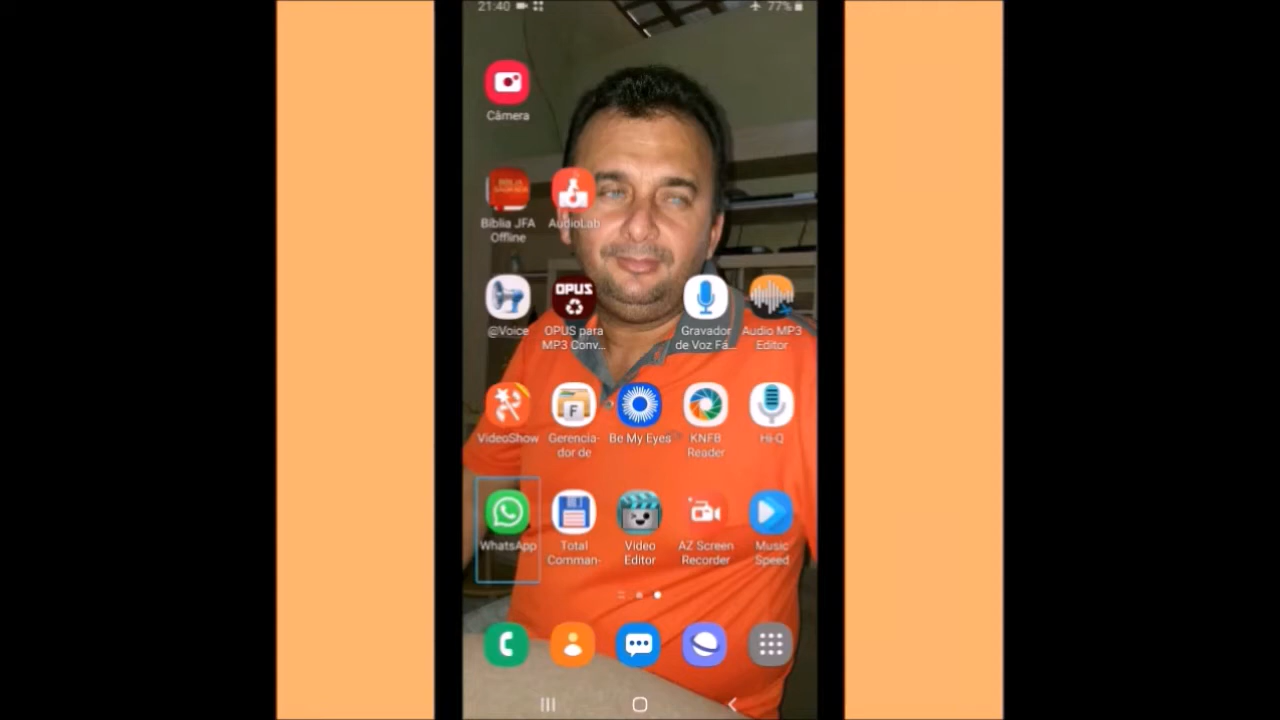 21:40
77%
Câmera
Bíblia JFA
Offline
AudioLab
@Voice
OPUS
OPUS para
MP3 Conv...
Gravador
de Voz Fá...
Audio MP3
Editor
VideoShow
F
Gerencia-
dor de
Be My Eyes
KNFB
Reader
Hi-Q
WhatsApp
Total
Comman-
Video
Editor
AZ Screen
Recorder
Music
Speed